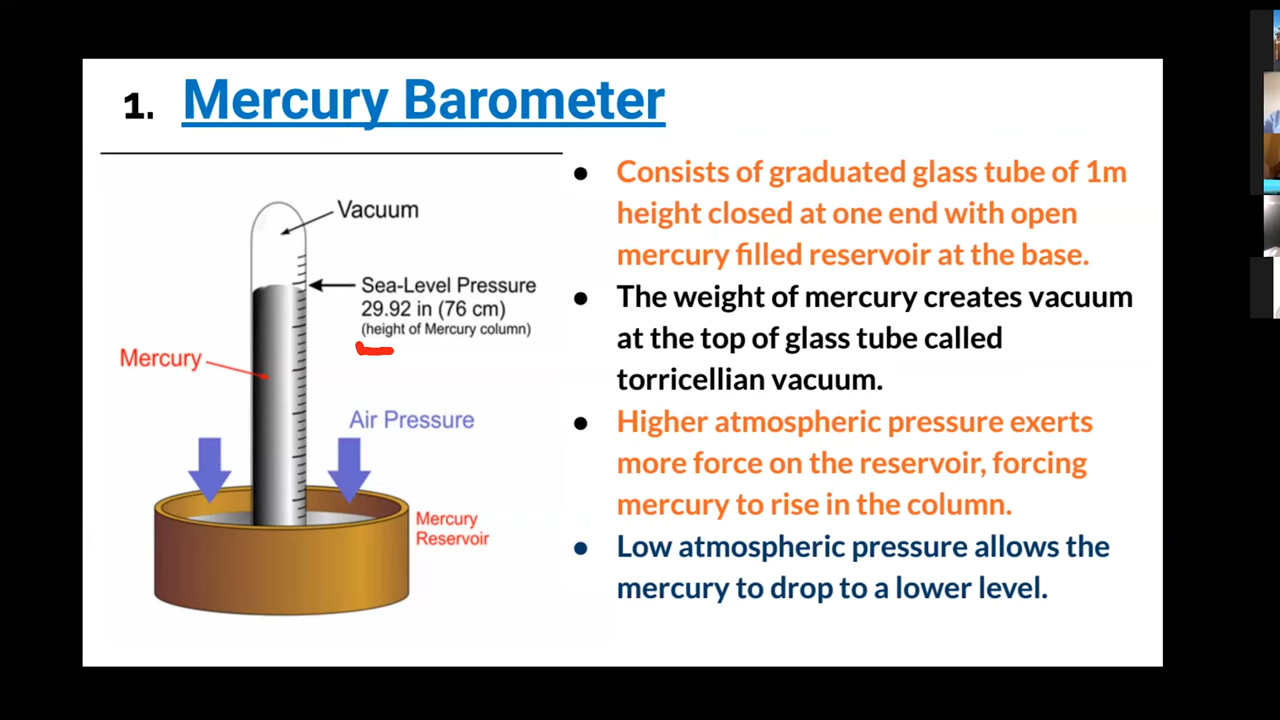 1. Mercury Barometer
Vacuum
Sea-Level Pressure
29.92 in (76 cm)
(height of Mercury column)
Mercury
Air Pressure
Mercury
Reservoir
● Consists of graduated glass tube of 1m
height closed at one end with open
mercury filled reservoir at the base.
● The weight of mercury creates vacuum
at the top of glass tube called
torricellian vacuum.
● Higher atmospheric pressure exerts
more force on the reservoir, forcing
mercury to rise in the column.
● Low atmospheric pressure allows the
mercury to drop to a lower level.